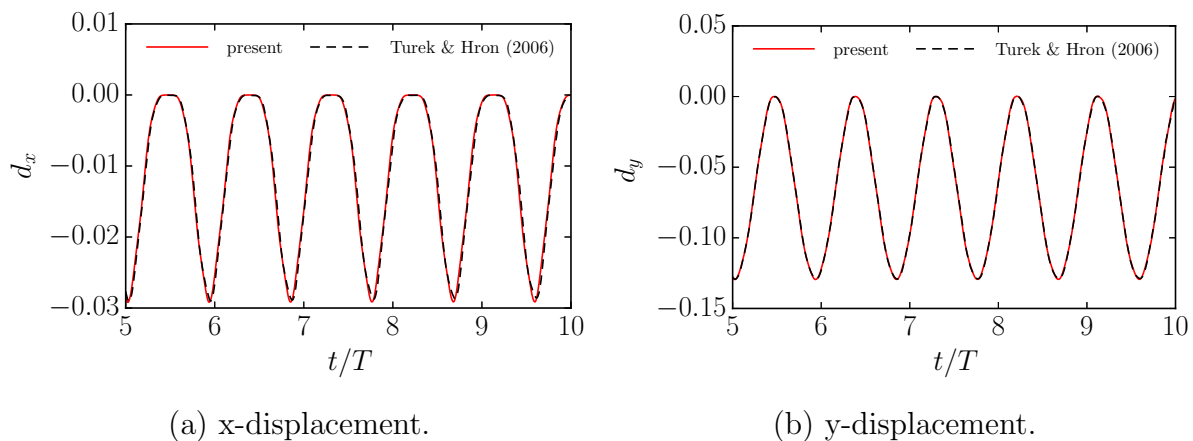 0.01
0.00
−0.01
−0.02
−0.03
5 6 7 8 9 10
t/T
d_x
present
Turek & Hron (2006)
(a) x-displacement.
0.05
0.00
−0.05
−0.10
−0.15
5 6 7 8 9 10
t/T
d_y
present
Turek & Hron (2006)
(b) y-displacement.